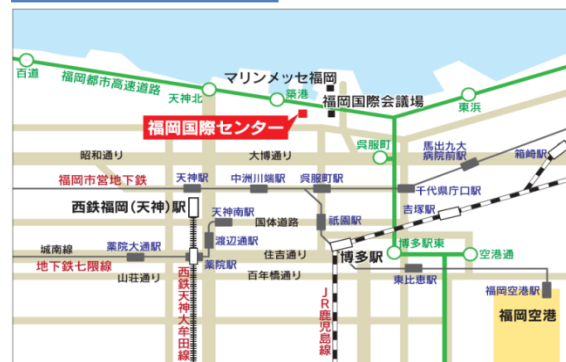 百道
福岡都市高速道路
天神北
マリンメッセ福岡
築港
福岡国際会議場
東浜
福岡国際センター
呉服町
昭和通り
大博通り
馬出九大
病院前駅
箱崎駅
福岡市営地下鉄
天神駅
中洲川端駅
呉服町駅
千代県庁口駅
西鉄福岡(天神)駅
天神南駅
国体道路
祇園駅
吉塚駅
城南線
薬院大通駅
渡辺通駅
住吉通り
博多駅
博多駅東
空港通
地下鉄七隈線
山荘通り
薬院駅
百年橋通り
東比恵駅
福岡空港駅
福岡空港
西鉄天神大牟田線
JR鹿児島線